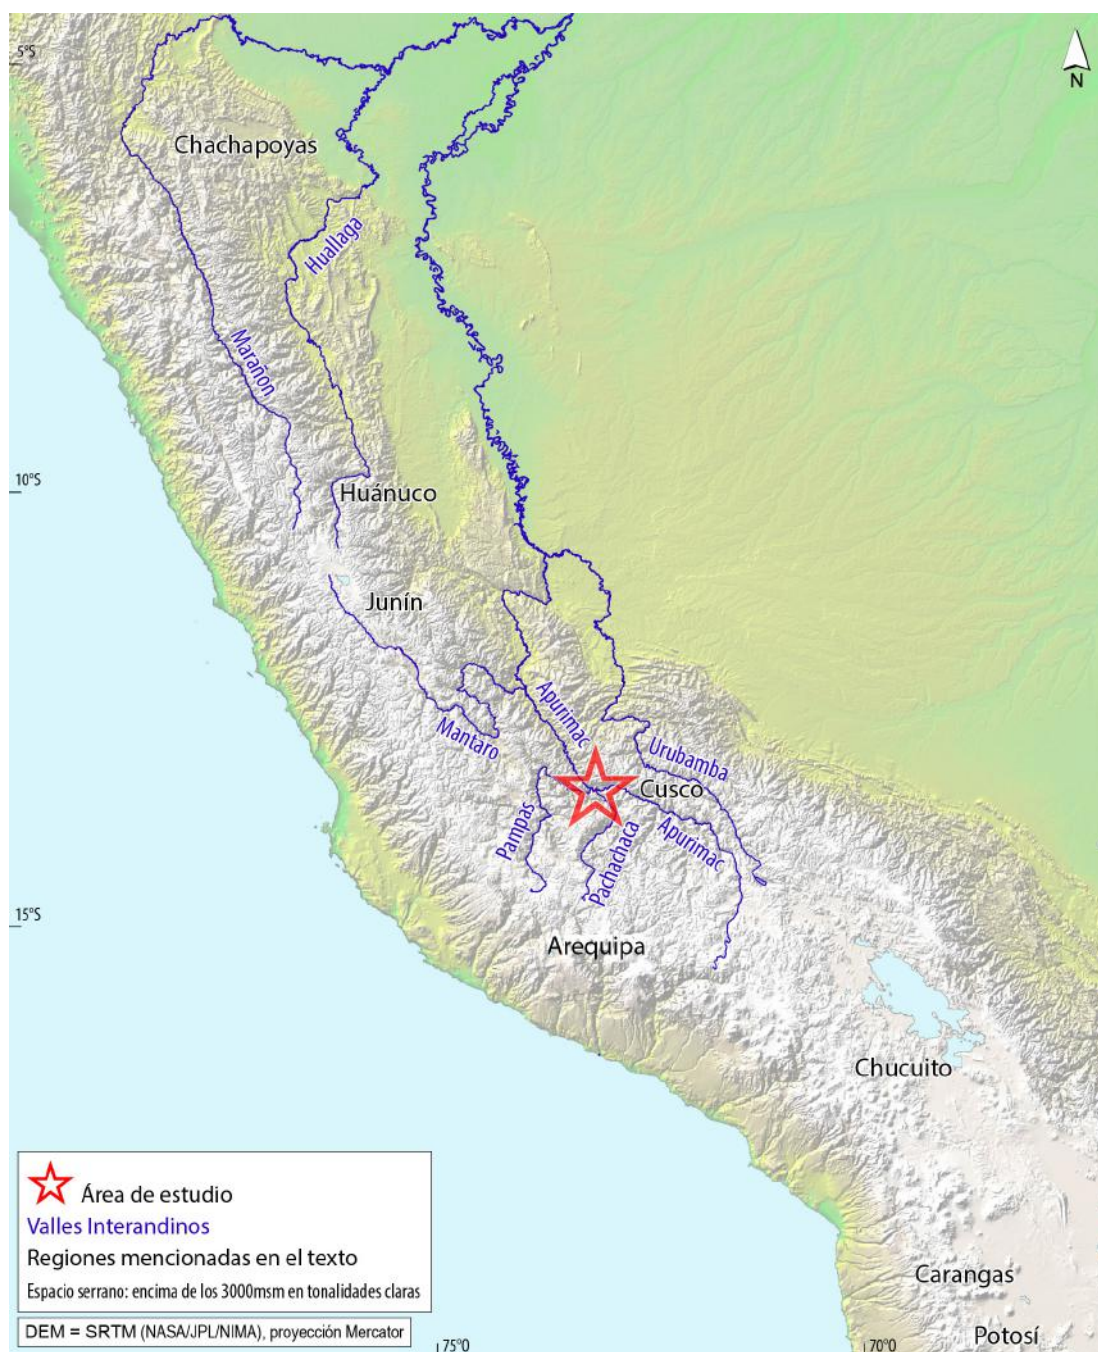 5°S
N
Chachapoyas
Huallaga
Marañón
10°S
Huánuco
Junín
Apurimac
Mantaro
Urubamba
Cusco
Pampas
Pachachaca
Apurimac
15°S
Arequipa
Chucuito
Área de estudio
Valles Interandinos
Regiones mencionadas en el texto
Espacio serrano: encima de los 3000msm en tonalidades claras
Carangas
DEM = SRTM (NASA/JPL/NIMA), proyección Mercator
Potosí
75°0
70°0